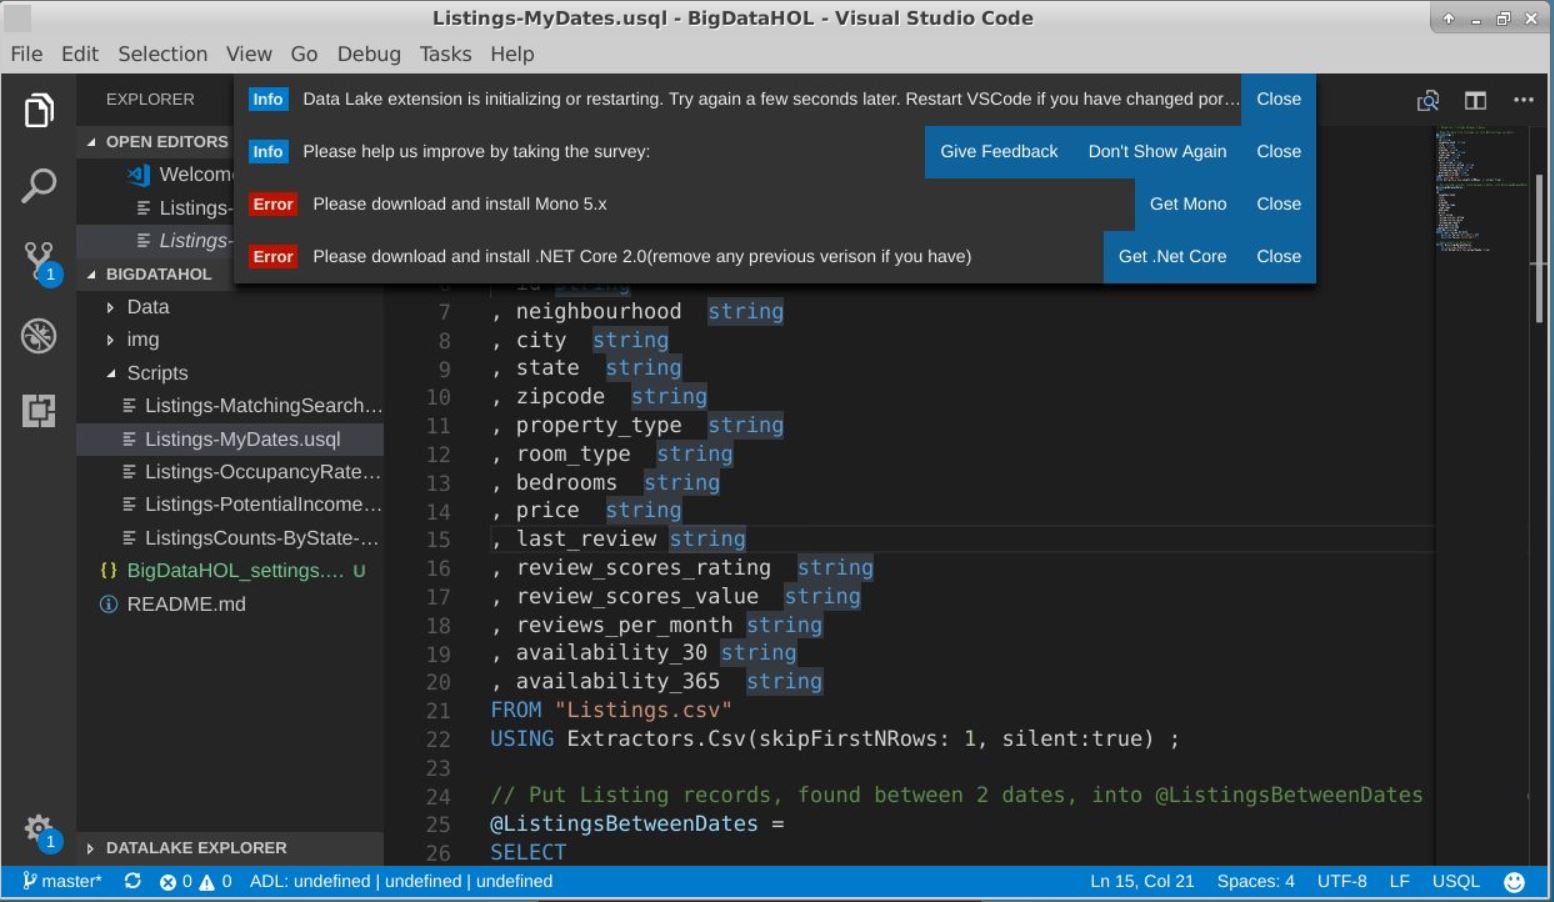 Listings-MyDates.usql - BigDataHOL - Visual Studio Code
File Edit Selection View Go Debug Tasks Help
EXPLORER
OPEN EDITORS
Welcom
Listings-
Listings-
BIGDATAHOL
Data
img
Scripts
Listings-MatchingSearch...
Listings-MyDates.usql
Listings-OccupancyRate...
Listings-PotentialIncome...
ListingsCounts-ByState-...
{} BigDataHOL_settings.... U
README.md
DATALAKE EXPLORER
1
1
Info Data Lake extension is initializing or restarting. Try again a few seconds later. Restart VSCode if you have changed por... Close
Info Please help us improve by taking the survey: Give Feedback Don't Show Again Close
Error Please download and install Mono 5.x Get Mono Close
Error Please download and install .NET Core 2.0(remove any previous verison if you have) Get .Net Core Close
6 id string
7 , neighbourhood string
8 , city string
9 , state string
10 , zipcode string
11 , property_type string
12 , room_type string
13 , bedrooms string
14 , price string
15 , last_review string
16 , review_scores_rating string
17 , review_scores_value string
18 , reviews_per_month string
19 , availability_30 string
20 , availability_365 string
21 FROM "Listings.csv"
22 USING Extractors.Csv(skipFirstNRows: 1, silent:true) ;
23
24 // Put Listing records, found between 2 dates, into @ListingsBetweenDates
25 @ListingsBetweenDates =
26 SELECT
master* 0 0 ADL: undefined | undefined | undefined Ln 15, Col 21 Spaces: 4 UTF-8 LF USQL